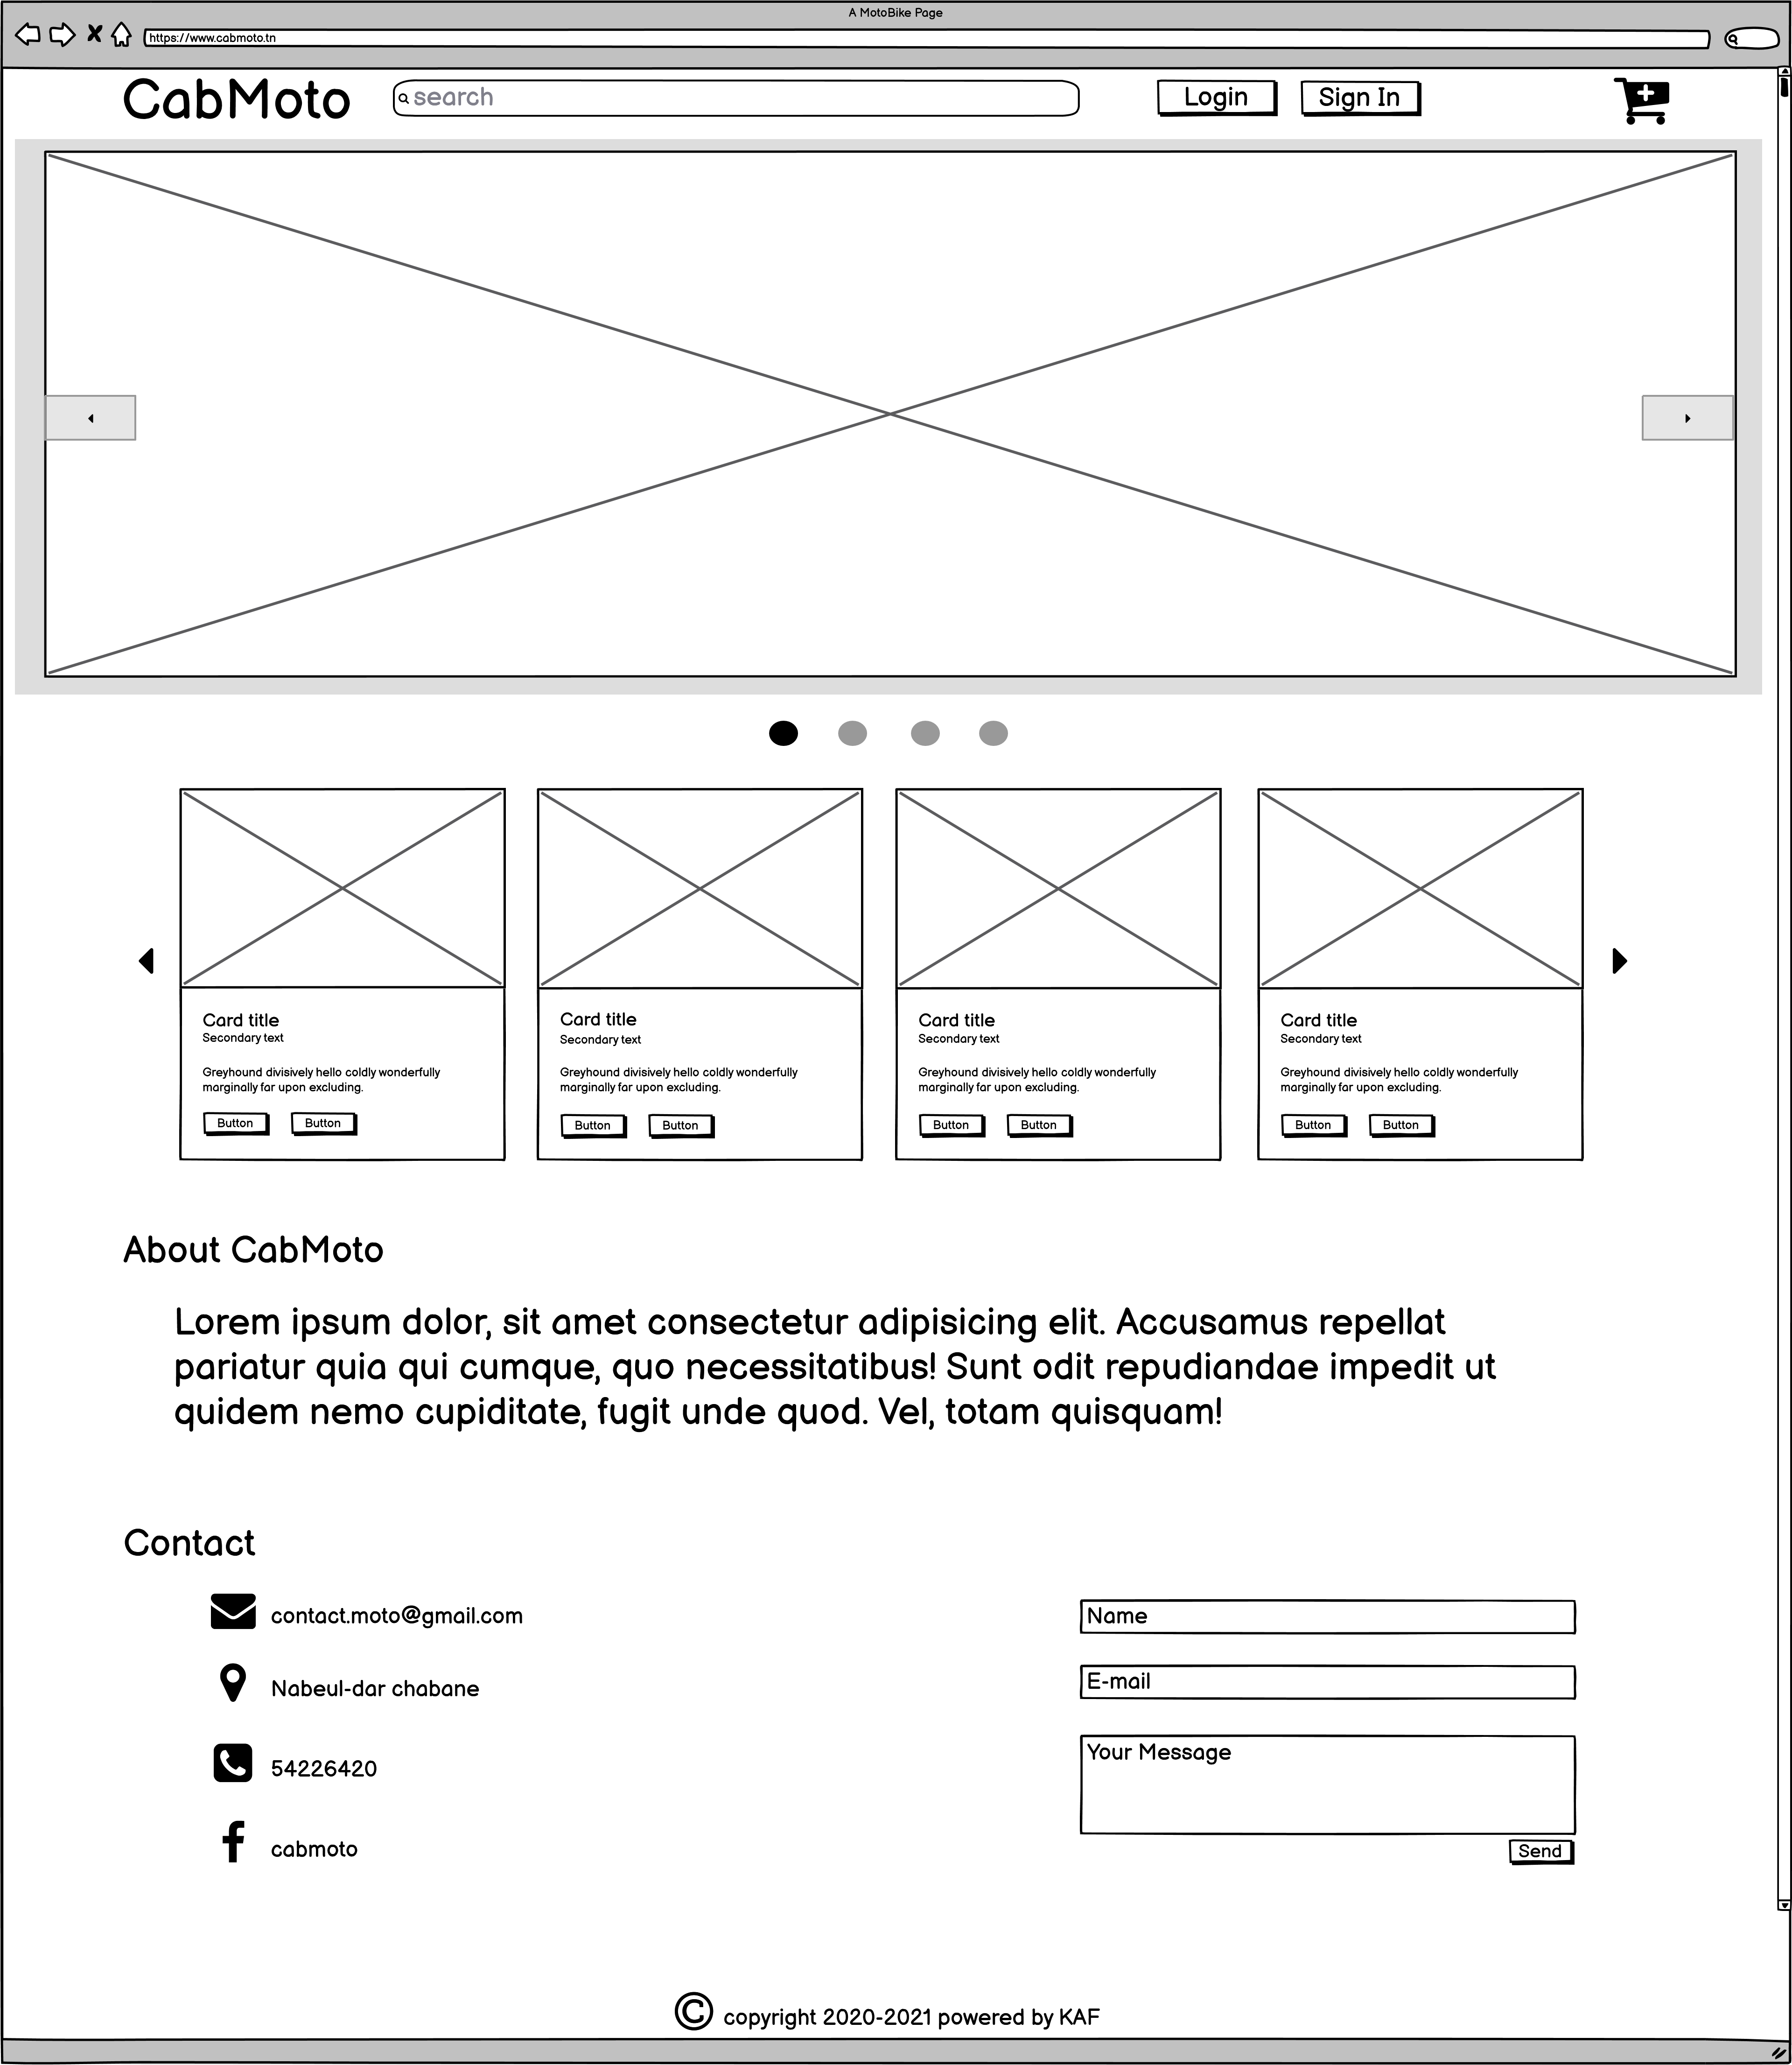 A MotoBike Page
https://www.cabmoto.tn
CabMoto
search
Login
Sign In
Card title
Secondary text
Greyhound divisively hello coldly wonderfully
marginally far upon excluding.
Button
Button
Card title
Secondary text
Greyhound divisively hello coldly wonderfully
marginally far upon excluding.
Button
Button
Card title
Secondary text
Greyhound divisively hello coldly wonderfully
marginally far upon excluding.
Button
Button
Card title
Secondary text
Greyhound divisively hello coldly wonderfully
marginally far upon excluding.
Button
Button
About CabMoto
Lorem ipsum dolor, sit amet consectetur adipisicing elit. Accusamus repellat
pariatur quia qui cumque, quo necessitatibus! Sunt odit repudiandae impedit ut
quidem nemo cupiditate, fugit unde quod. Vel, totam quisquam!
Contact
contact.moto@gmail.com
Nabeul-dar chabane
54226420
cabmoto
Name
E-mail
Your Message
Send
© copyright 2020-2021 powered by KAF